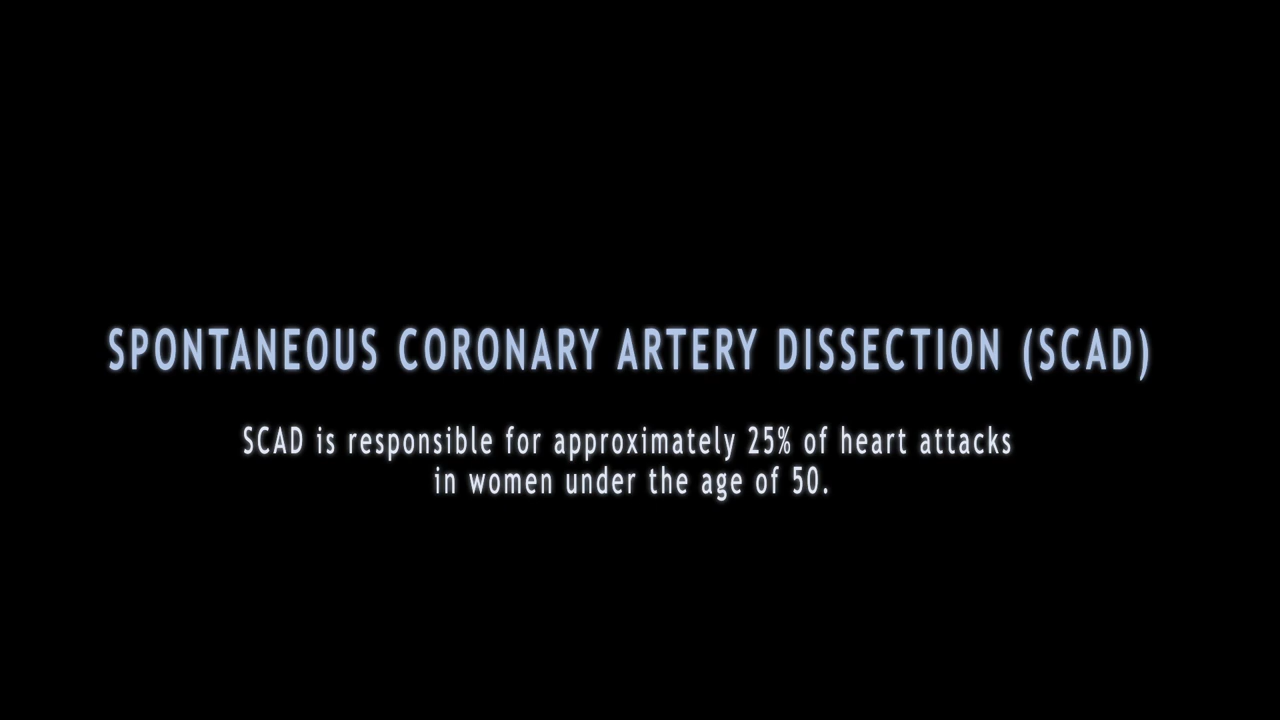 SPONTANEOUS CORONARY ARTERY DISSECTION (SCAD)
SCAD is responsible for approximately 25% of heart attacks
in women under the age of 50.